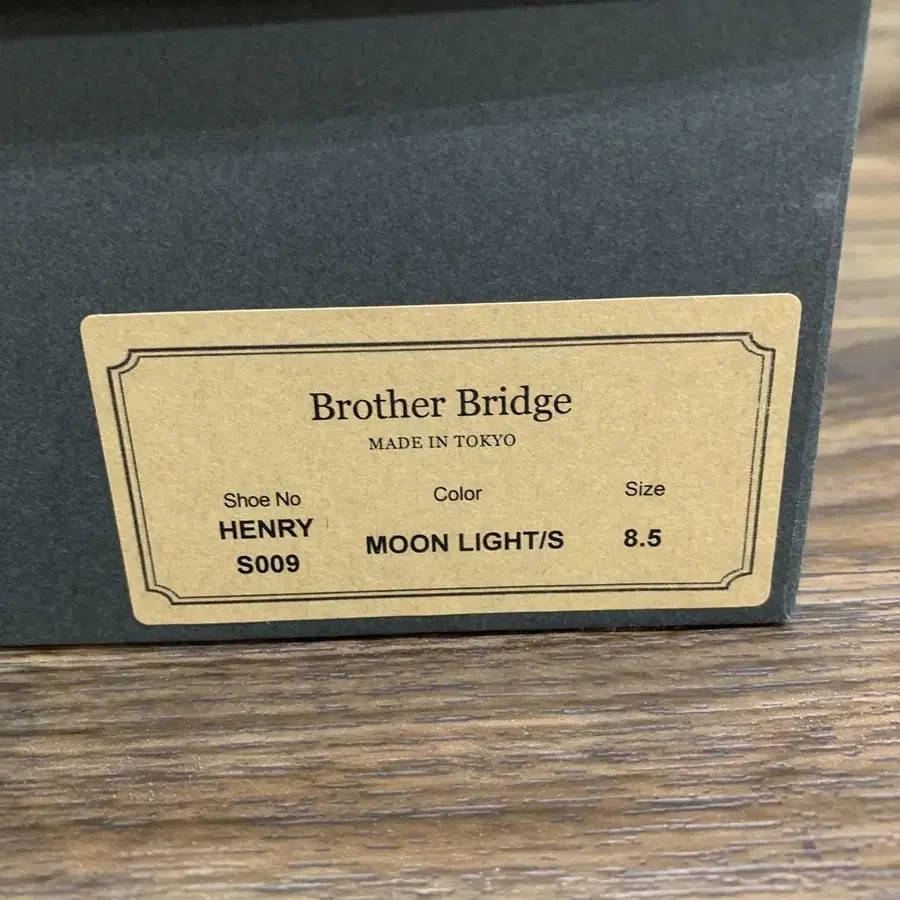 Brother Bridge
MADE IN TOKYO
Shoe No Color Size
HENRY MOON LIGHT/S 8.5
S009